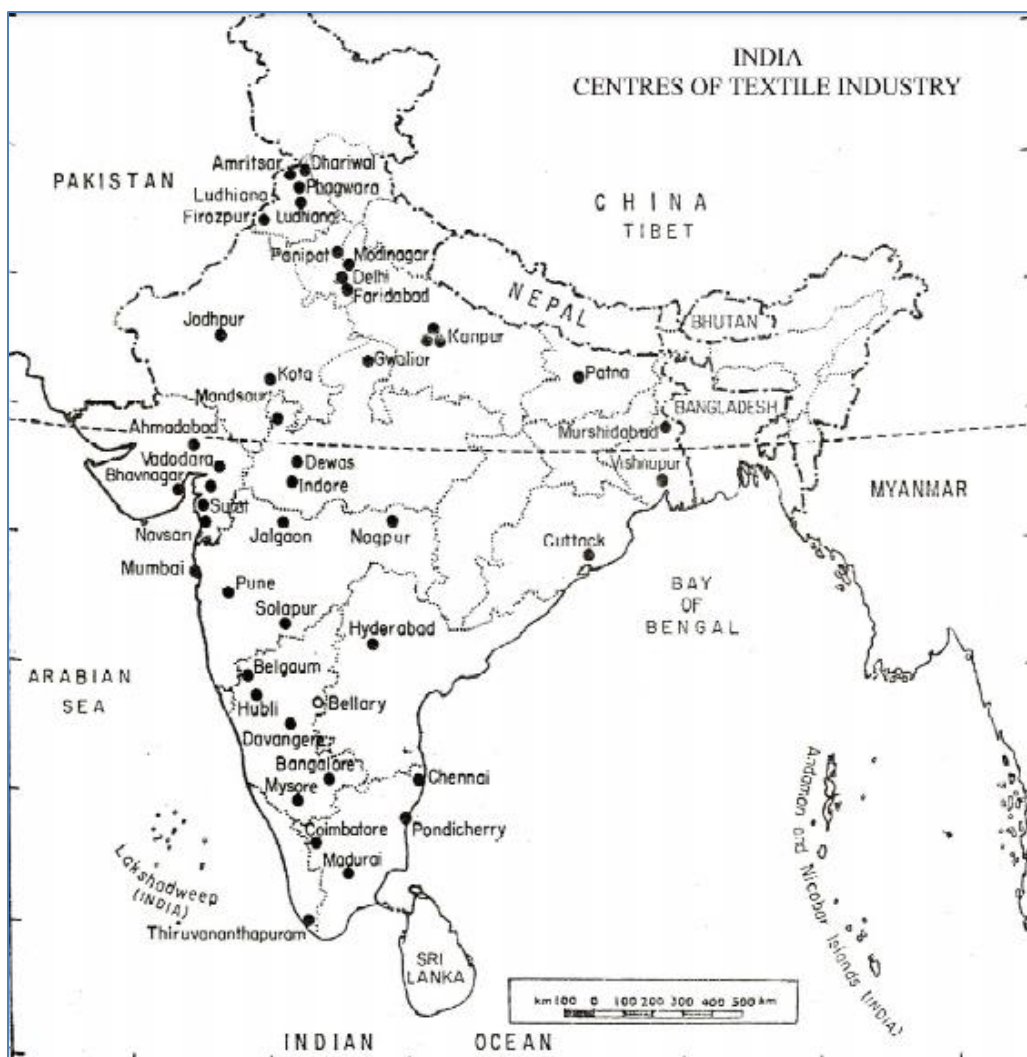 INDIA
CENTRES OF TEXTILE INDUSTRY
PAKISTAN
CHINA
TIBET
Amritsar
Dhariwal
Phagwara
Ludhiana
Ludhiana
Firozpur
Panipat
Modinagar
Delhi
Faridabad
NEPAL
BHUTAN
Jodhpur
Kanpur
Gwalior
Kota
Patna
Mandsaur
BANGLADESH
Ahmadabad
Murshidabad
Vadodara
Dewas
Vishnupur
Bhavnagar
Indore
MYANMAR
Surat
Navsari
Jalgaon
Nagpur
Cuttack
Mumbai
Pune
BAY
OF
BENGAL
Solapur
Hyderabad
ARABIAN
SEA
Belgaum
Hubli
Bellary
Davangere
Bangalore
Chennai
Mysore
Coimbatore
Pondicherry
Madurai
Lakshadweep
(INDIA)
Andaman and Nicobar Islands (INDIA)
Thiruvananthapuram
SRI
LANKA
km 100 0 100 200 300 400 500 km
INDIAN OCEAN